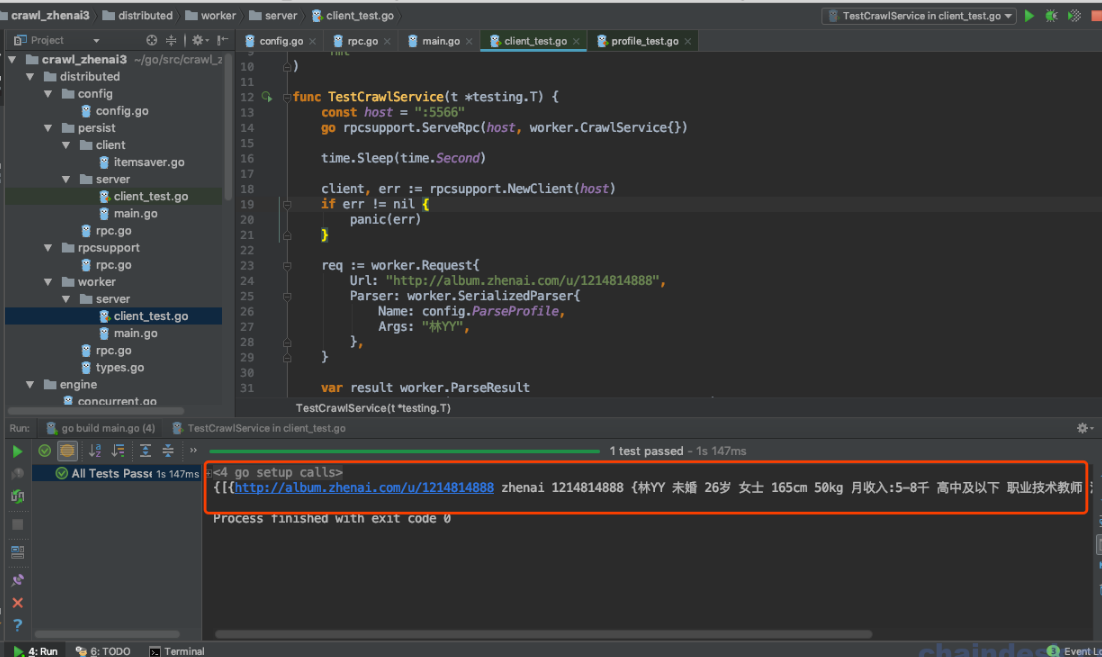 crawl_zhenai3 distributed worker server client_test.go TestCrawlService in client_test.go
Project config.go rpc.go main.go client_test.go profile_test.go
crawl_zhenai3 ~/go/src/crawl_z
distributed
config
config.go
persist
client
itemsaver.go
server
client_test.go
main.go
rpc.go
rpcsupport
rpc.go
worker
server
client_test.go
main.go
rpc.go
types.go
engine
concurrent.go
10 )
11
12 func TestCrawlService(t *testing.T) {
13 const host = ":5566"
14 go rpcsupport.ServeRpc(host, worker.CrawlService{})
15
16 time.Sleep(time.Second)
17
18 client, err := rpcsupport.NewClient(host)
19 if err != nil {
20 panic(err)
21 }
22
23 req := worker.Request{
24 Url: "http://album.zhenai.com/u/1214814888",
25 Parser: worker.SerializedParser{
26 Name: config.ParseProfile,
27 Args: "林YY",
28 },
29 }
30
31 var result worker.ParseResult
TestCrawlService(t *testing.T)
Run: go build main.go (4) TestCrawlService in client_test.go
1 test passed - 1s 147ms
All Tests Passe 1s 147ms
<4 go setup calls>
{[{http://album.zhenai.com/u/1214814888 zhenai 1214814888 {林YY 未婚 26岁 女士 165cm 50kg 月收入:5-8千 高中及以下 职业技术教师
Process finished with exit code 0
4: Run 6: TODO Terminal 3 Event Lo